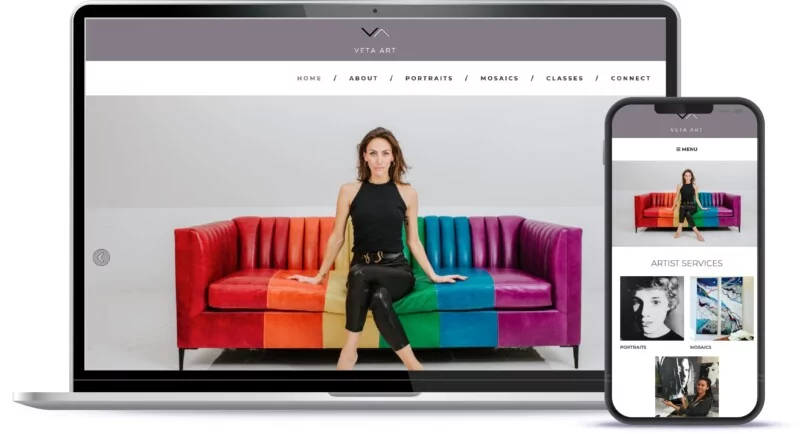 VETA ART
HOME / ABOUT / PORTRAITS / MOSAICS / CLASSES / CONNECT
VETA ART
☰ MENU
ARTIST SERVICES
PORTRAITS MOSAICS